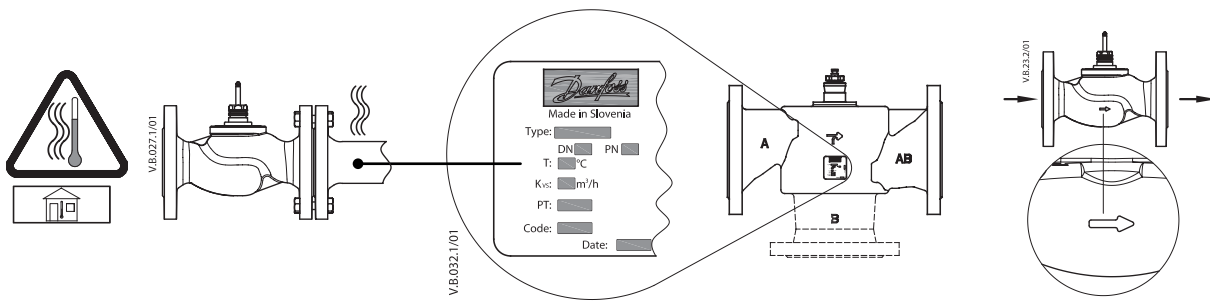 V.B.027.1/01
Danfoss
Made in Slovenia
Type:
DN PN
T: °C
Kvs: m³/h
PT:
Code:
Date:
V.B.032.1/01
A
AB
B
V.B.23.2/01